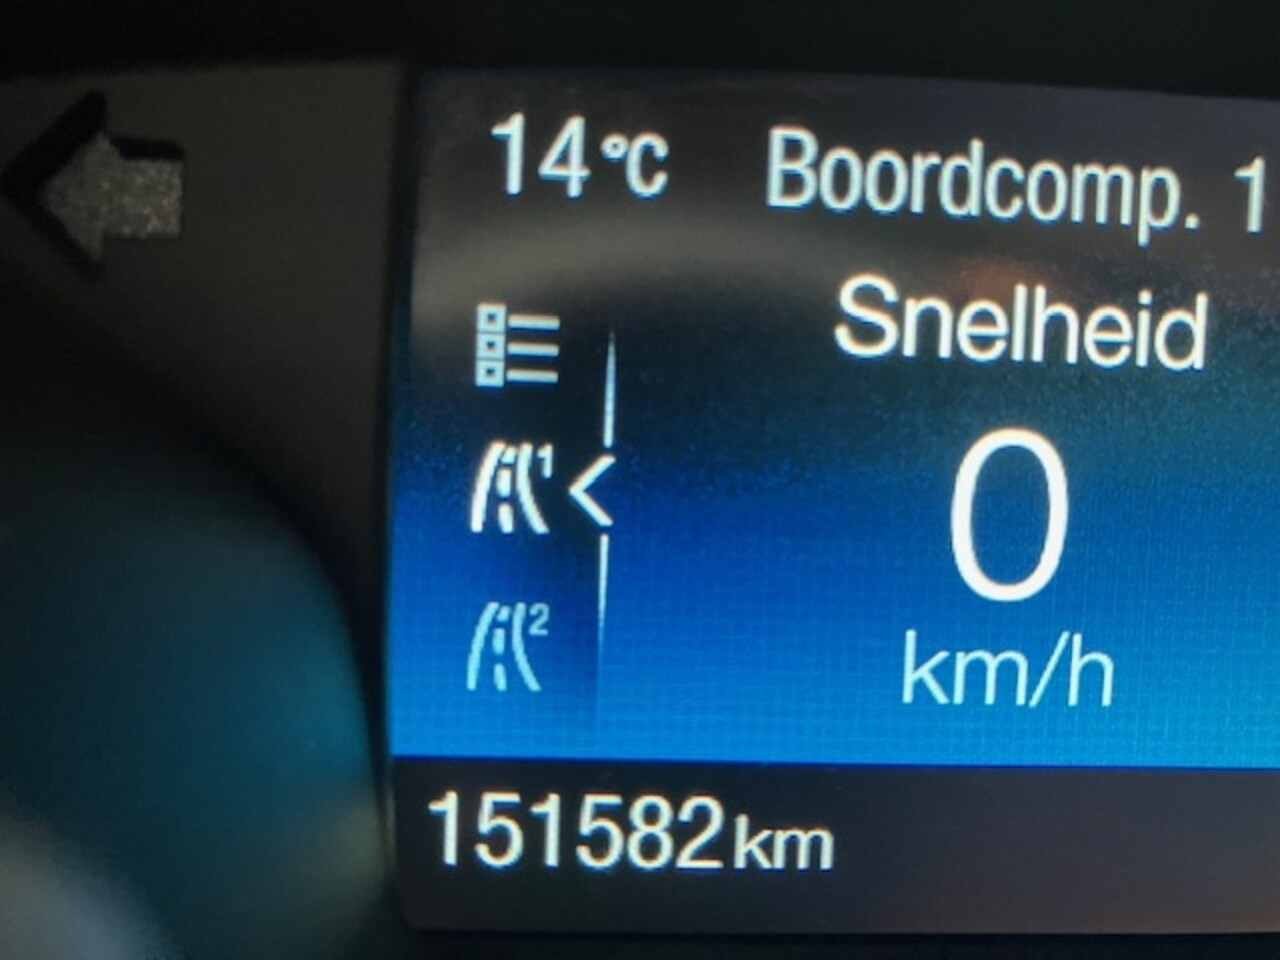 14°C Boordcomp. 1
Snelheid
1
0
2
km/h
151582km